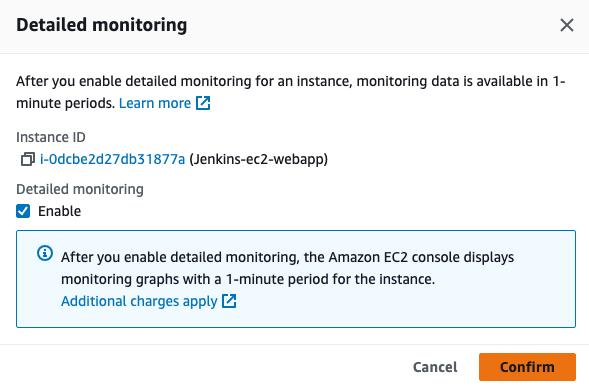 Detailed monitoring
After you enable detailed monitoring for an instance, monitoring data is available in 1-
minute periods. Learn more
Instance ID
i-0dcbe2d27db31877a (Jenkins-ec2-webapp)
Detailed monitoring
Enable
After you enable detailed monitoring, the Amazon EC2 console displays
monitoring graphs with a 1-minute period for the instance.
Additional charges apply
Cancel Confirm